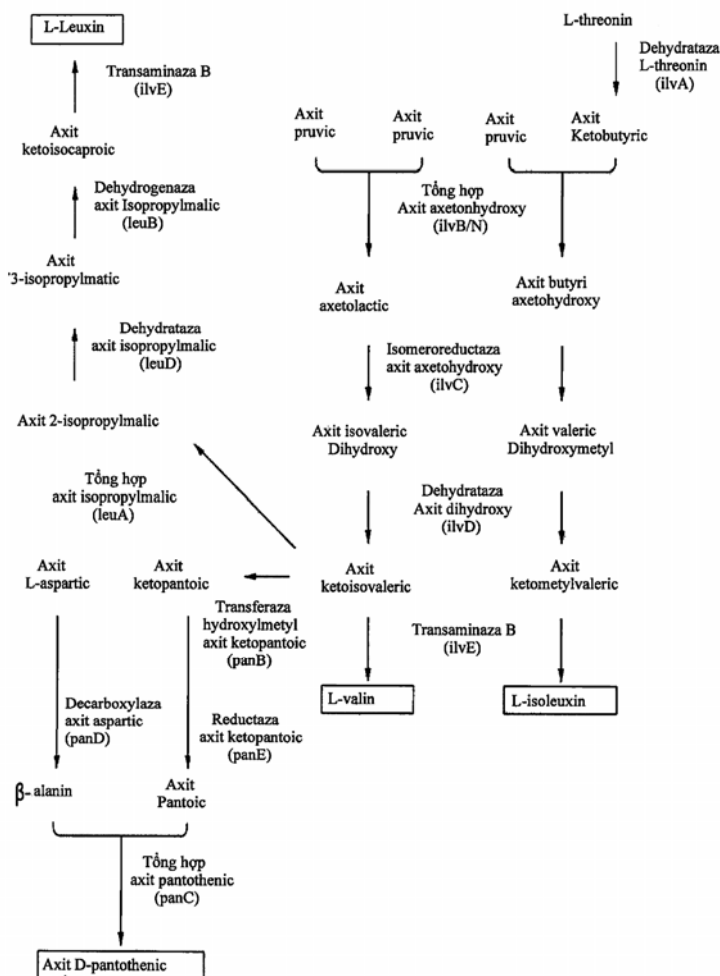 L-Leuxin
L-threonin
Transaminaza B
(ilvE)
Dehydrataza
L-threonin
(ilvA)
Axit
ketoisocaproic
Axit
pruvic
Axit
pruvic
Axit
pruvic
Axit
Ketobutyric
Dehydrogenaza
axit Isopropylmalic
(leuB)
Tổng hợp
Axit axetonhydroxy
(ilvB/N)
Axit
3-isopropylmatic
Axit
axetolactic
Axit butyri
axetohydroxy
Dehydrataza
axit isopropylmalic
(leuD)
Isomeroreductaza
axit axetohydroxy
(ilvC)
Axit 2-isopropylmalic
Axit isovaleric
Dihydroxy
Axit valeric
Dihydroxymetyl
Tổng hợp
axit isopropylmalic
(leuA)
Dehydrataza
Axit dihydroxy
(ilvD)
Axit
L-aspartic
Axit
ketopantoic
Axit
ketoisovaleric
Axit
ketometylvaleric
Transferaza
hydroxylmetyl
axit ketopantoic
(panB)
Transaminaza B
(ilvE)
L-valin
L-isoleuxin
Decarboxylaza
axit aspartic
(panD)
Reductaza
axit ketopantoic
(panE)
β- alanin
Axit
Pantoic
Tổng hợp
axit pantothenic
(panC)
Axit D-pantothenic